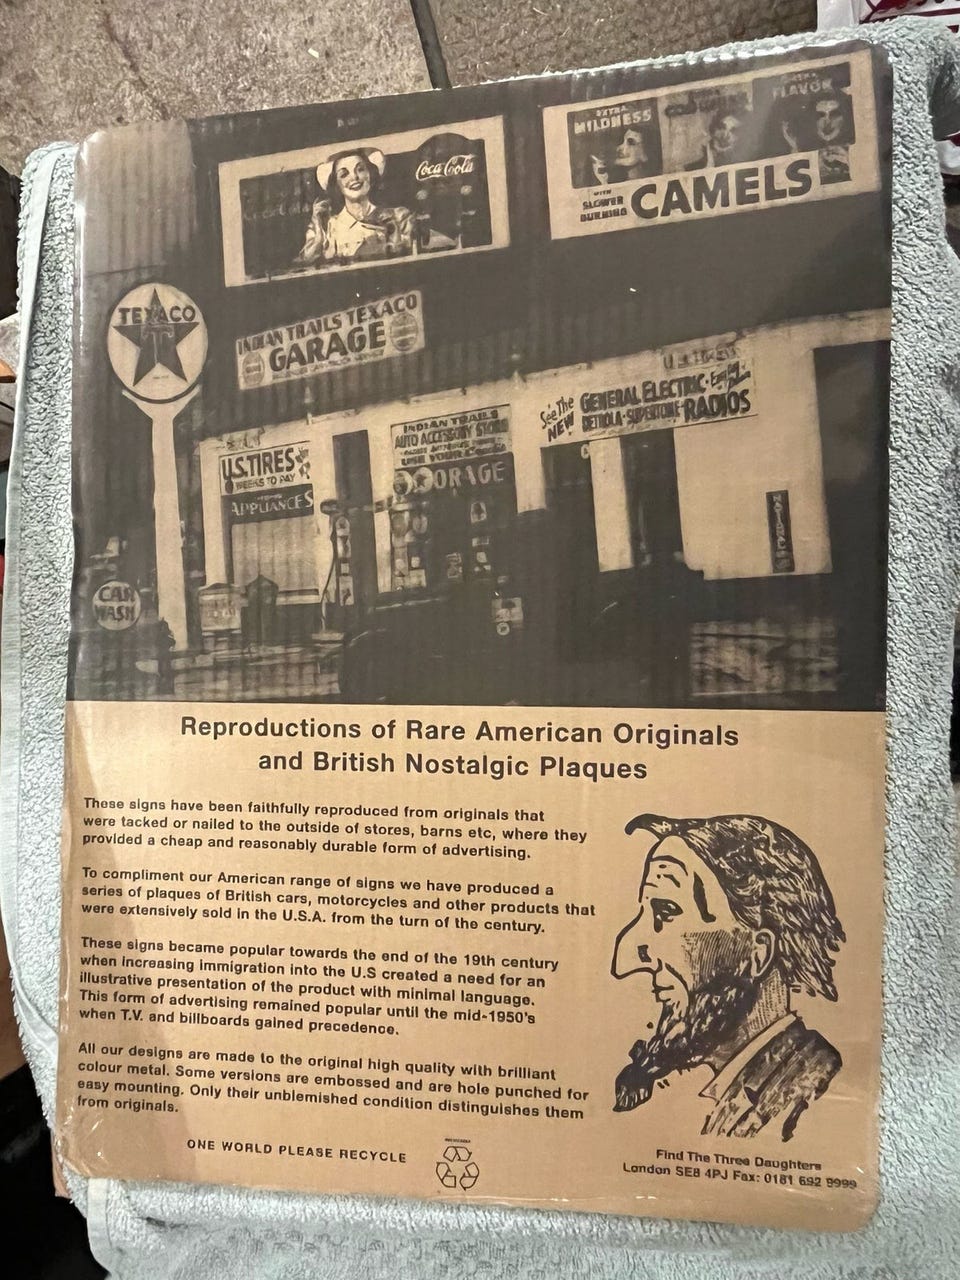 EXTRA
MILDNESS
FLAVOR
Coca-Cola
WITH
SLOWER
BURNING
CAMELS
TEXACO
T
INDIAN TRAILS TEXACO
GARAGE
See The
NEW
GENERAL ELECTRIC
DETROLA-SUPERTONE-RADIOS
INDIAN TRAILS
AUTO ACCESSORY STORE
USE YOUR
U.S. TIRES
WEEKS TO PAY
APPLIANCES
CAR
WASH
Reproductions of Rare American Originals
and British Nostalgic Plaques
These signs have been faithfully reproduced from originals that
were tacked or nailed to the outside of stores, barns etc, where they
provided a cheap and reasonably durable form of advertising.
To compliment our American range of signs we have produced a
series of plaques of British cars, motorcycles and other products that
were extensively sold in the U.S.A. from the turn of the century.
These signs became popular towards the end of the 19th century
when increasing immigration into the U.S created a need for an
illustrative presentation of the product with minimal language.
This form of advertising remained popular until the mid-1950's
when T.V. and billboards gained precedence.
All our designs are made to the original high quality with brilliant
colour metal. Some versions are embossed and are hole punched for
easy mounting. Only their unblemished condition distinguishes them
from originals.
ONE WORLD PLEASE RECYCLE
Find The Three Daughters
London SE8 4PJ Fax: 0181 692 9999